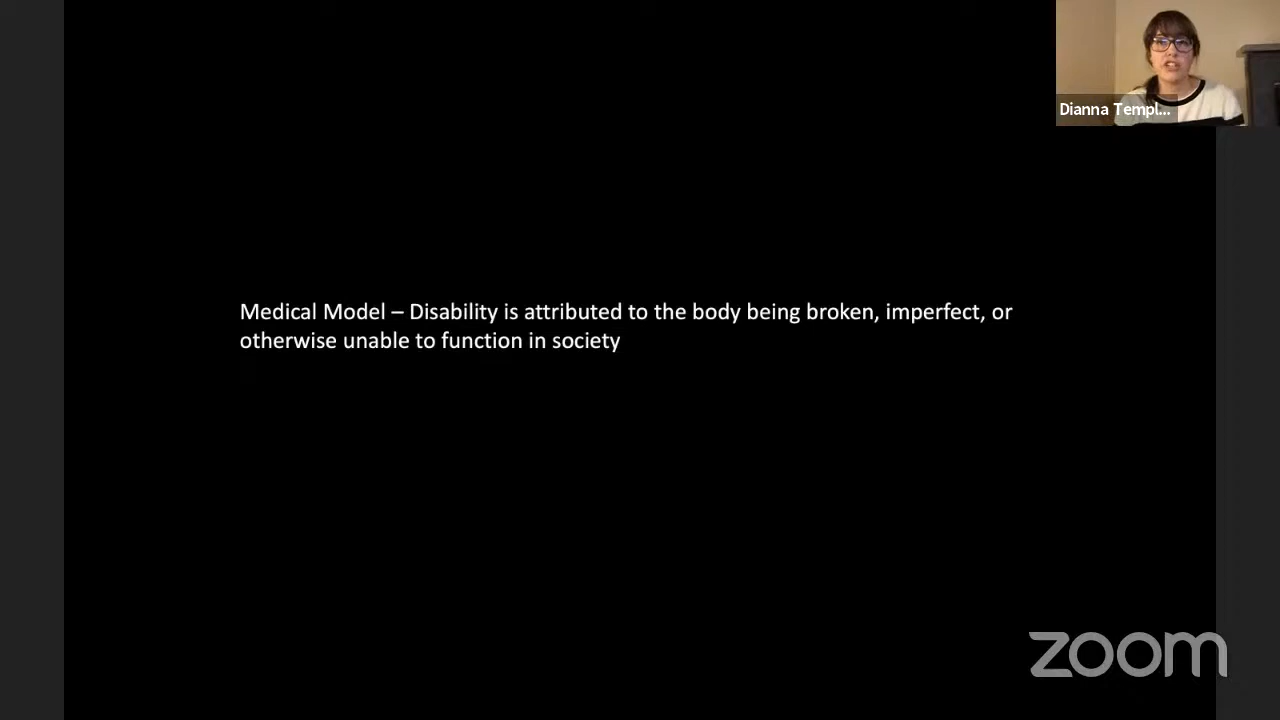 Dianna Templ...
Medical Model – Disability is attributed to the body being broken, imperfect, or
otherwise unable to function in society
zoom